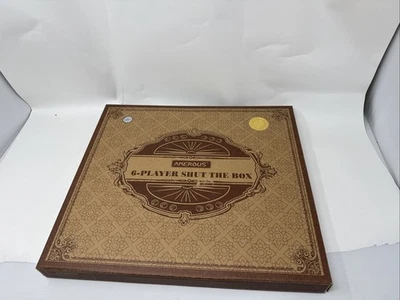 AMEROUS
6-PLAYER SHUT THE BOX